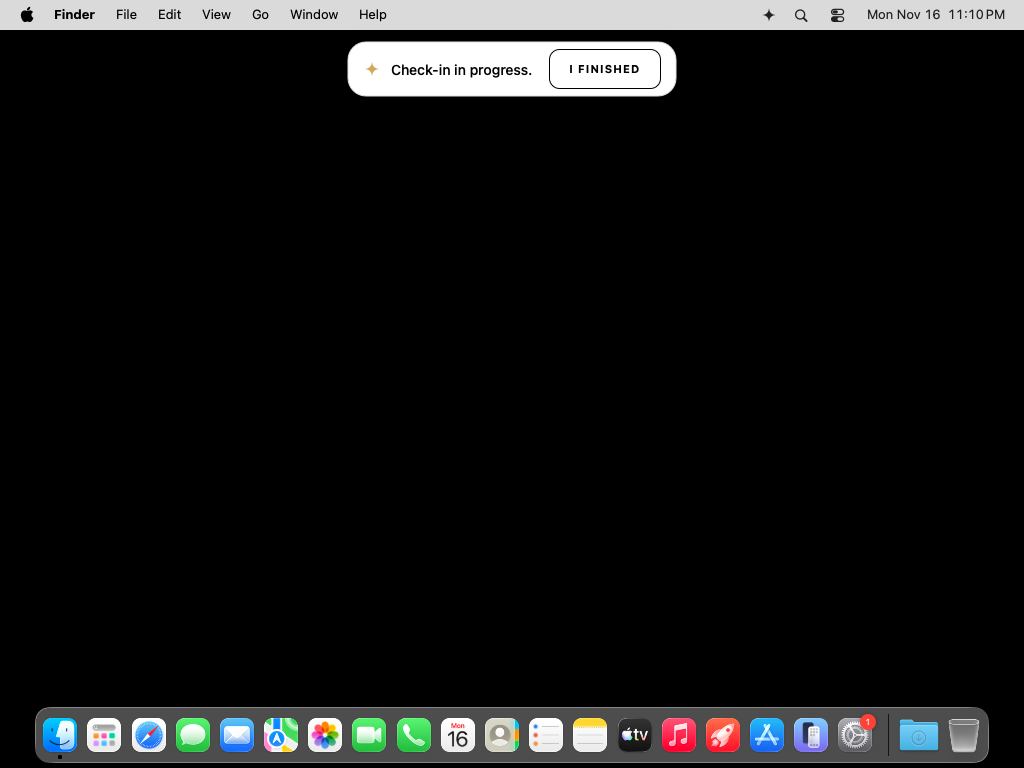 Finder File Edit View Go Window Help Mon Nov 16 11:10 PM
Check-in in progress. I FINISHED
Mon
16
tv
1